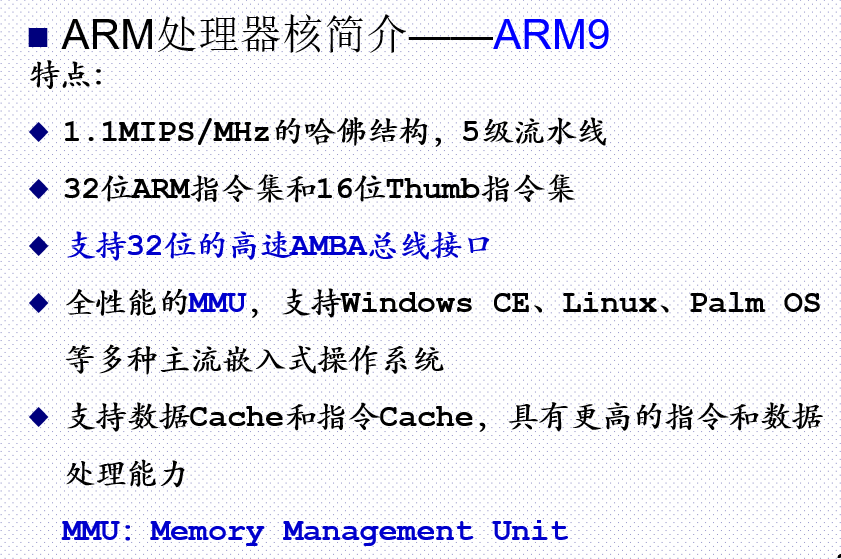 ARM处理器核简介——ARM9
特点:
1.1MIPS/MHz的哈佛结构，5级流水线
32位ARM指令集和16位Thumb指令集
支持32位的高速AMBA总线接口
全性能的MMU，支持Windows CE、Linux、Palm OS
等多种主流嵌入式操作系统
支持数据Cache和指令Cache，具有更高的指令和数据
处理能力
MMU: Memory Management Unit